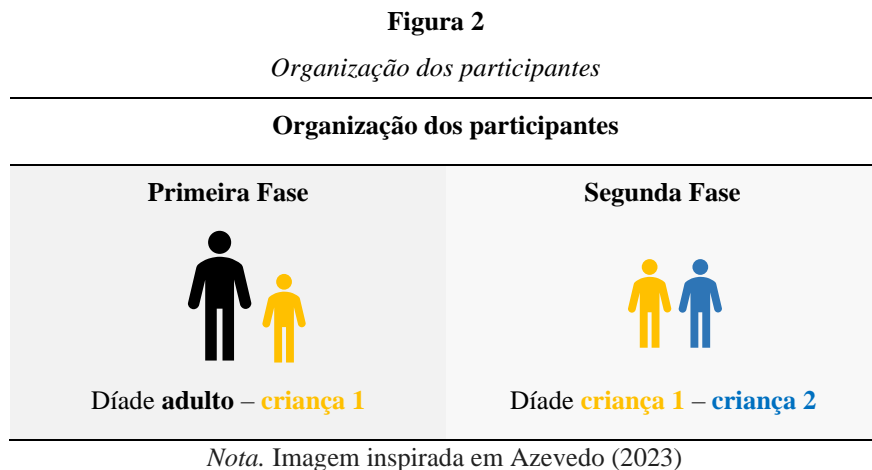 Figura 2
Organização dos participantes
Organização dos participantes
Primeira Fase
Segunda Fase
Díade adulto – criança 1
Díade criança 1 – criança 2
Nota. Imagem inspirada em Azevedo (2023)